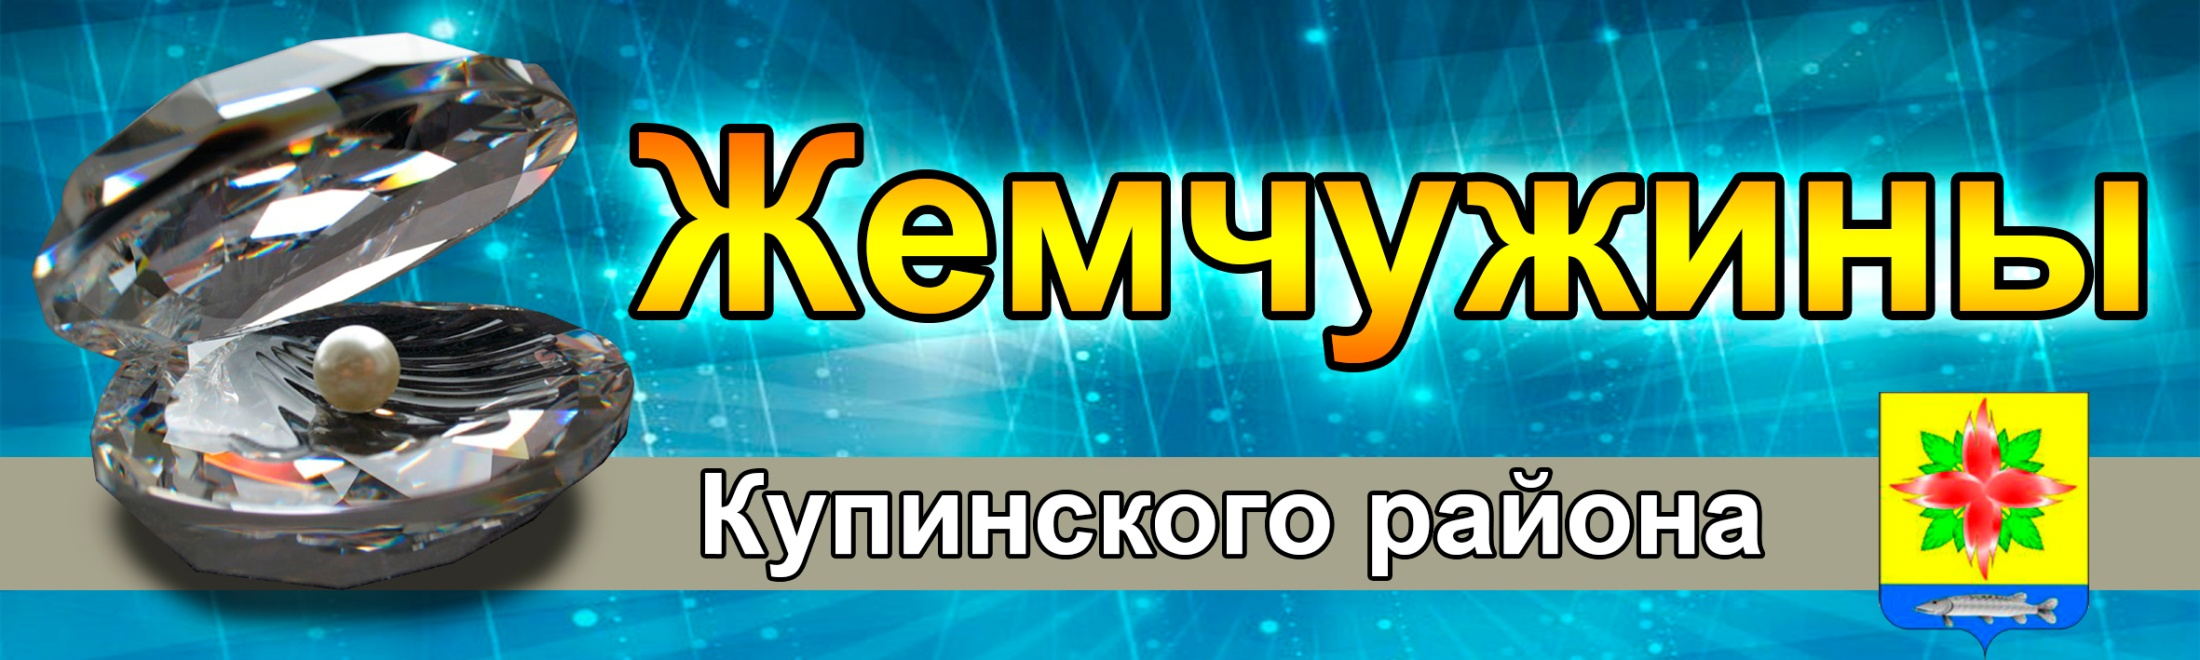 Жемчужины
Купинского района